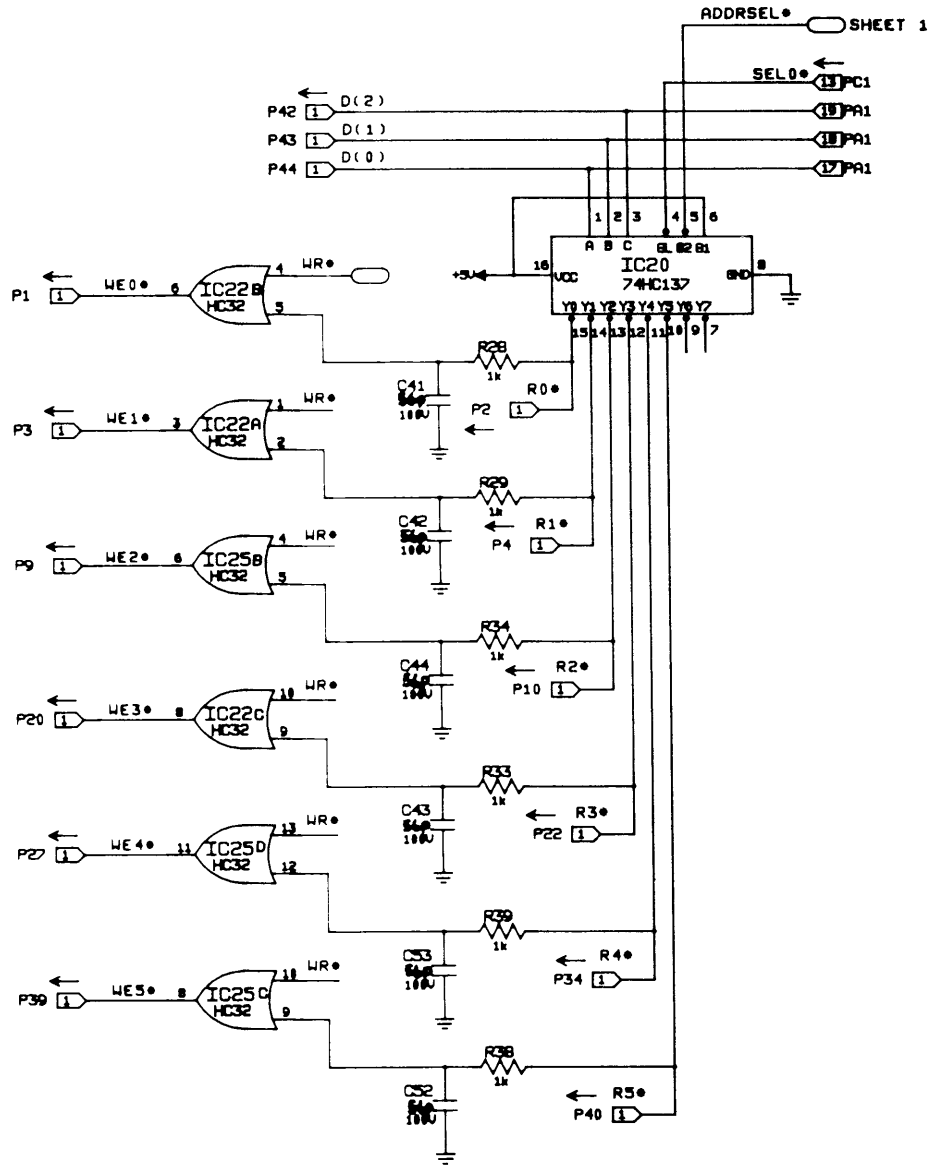 ADDRSEL*
SHEET 1
SEL0*
13 PC1
P42 1 D(2) 19 PA1
P43 1 D(1) 18 PA1
P44 1 D(0) 17 PA1
1 2 3 4 5 6
A B C GL G2 G1
+5V 16 VCC IC20 GND 8
74HC137
Y0 Y1 Y2 Y3 Y4 Y5 Y6 Y7
15 14 13 12 11 10 9 7
P1 1 WE0* 6 IC22B HC32 4 WR*
5
R28
1k
C41
100V
P2 1 R0*
P3 1 WE1* 3 IC22A HC32 1 WR*
2
R29
1k
C42
100V
P4 1 R1*
P9 1 WE2* 6 IC25B HC32 4 WR*
5
R34
1k
C44
100V
P10 1 R2*
P20 1 WE3* 8 IC22C HC32 10 WR*
9
R33
1k
C43
100V
P22 1 R3*
P27 1 WE4* 11 IC25D HC32 13 WR*
12
R39
1k
C53
100V
P34 1 R4*
P39 1 WE5* 8 IC25C HC32 10 WR*
9
R38
1k
C52
100V
P40 1 R5*